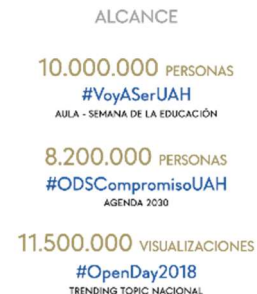 ALCANCE
10.000.000 PERSONAS
#VoyASerUAH
AULA - SEMANA DE LA EDUCACIÓN
8.200.000 PERSONAS
#ODSCompromisoUAH
AGENDA 2030
11.500.000 VISUALIZACIONES
#OpenDay2018
TRENDING TOPIC NACIONAL